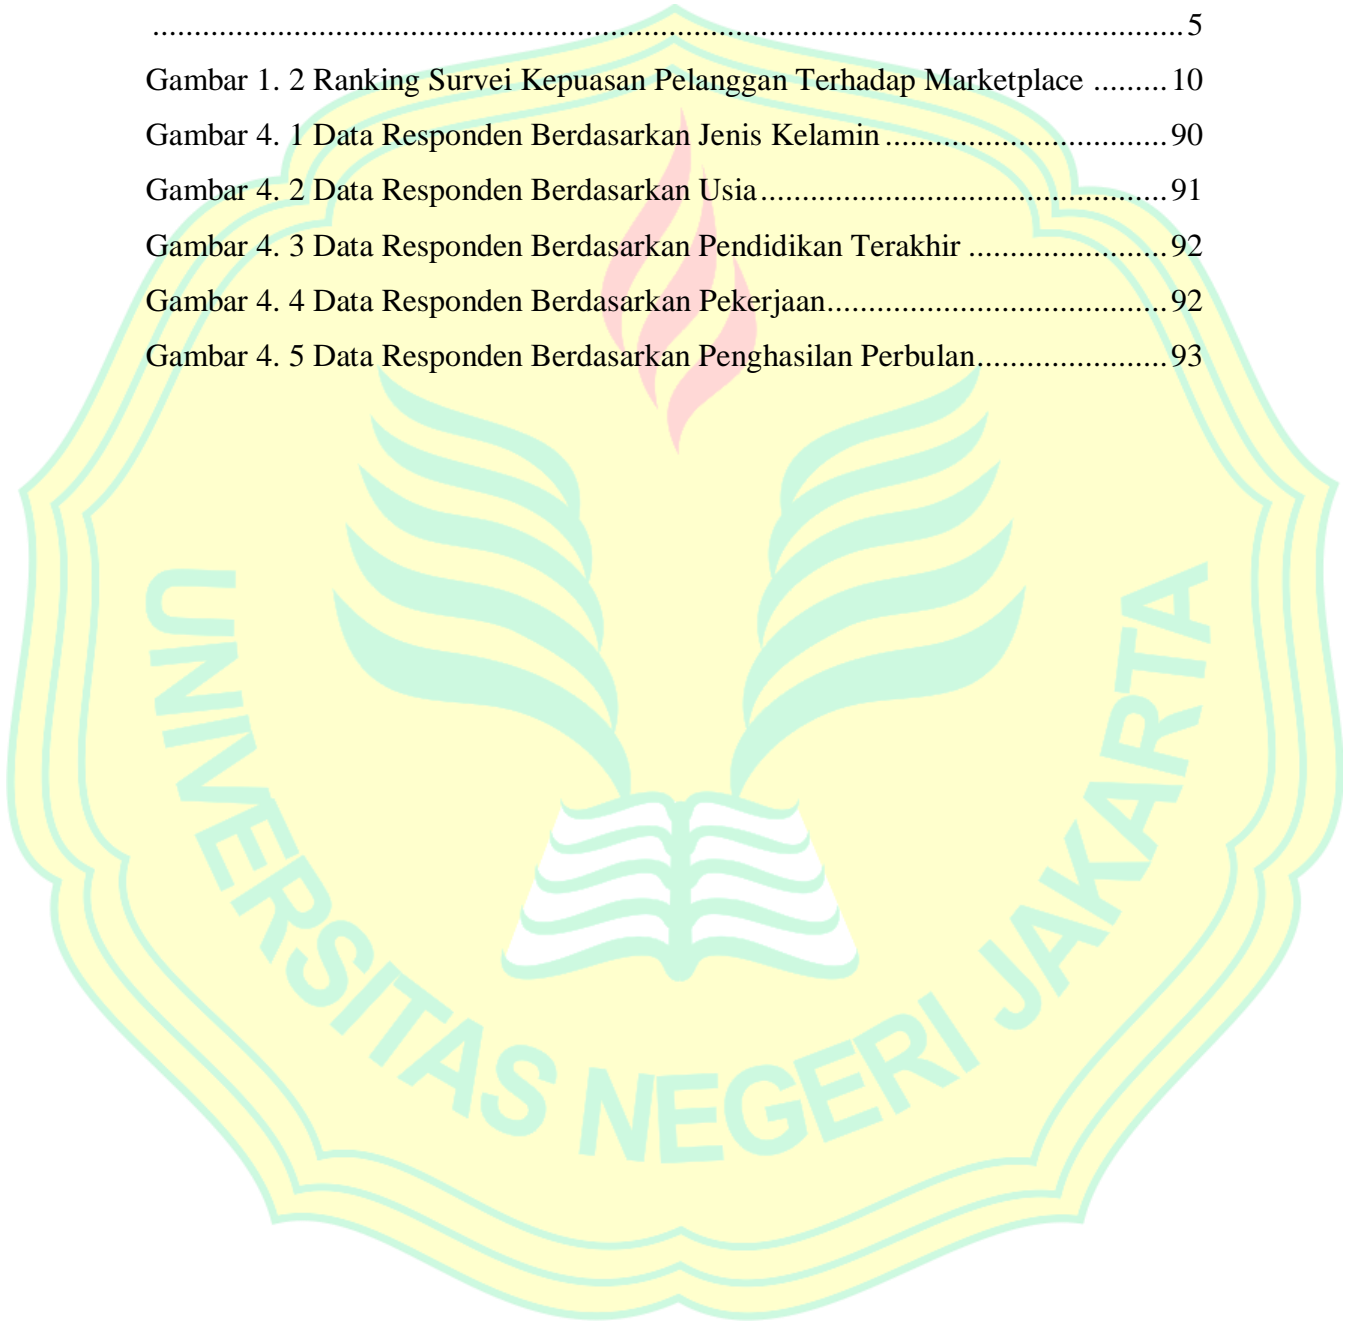 ............................................................................................................................5
Gambar 1. 2 Ranking Survei Kepuasan Pelanggan Terhadap Marketplace .........10
Gambar 4. 1 Data Responden Berdasarkan Jenis Kelamin ..................................90
Gambar 4. 2 Data Responden Berdasarkan Usia.................................................91
Gambar 4. 3 Data Responden Berdasarkan Pendidikan Terakhir ........................92
Gambar 4. 4 Data Responden Berdasarkan Pekerjaan.........................................92
Gambar 4. 5 Data Responden Berdasarkan Penghasilan Perbulan.......................93
UNIVERSITAS NEGERI JAKARTA